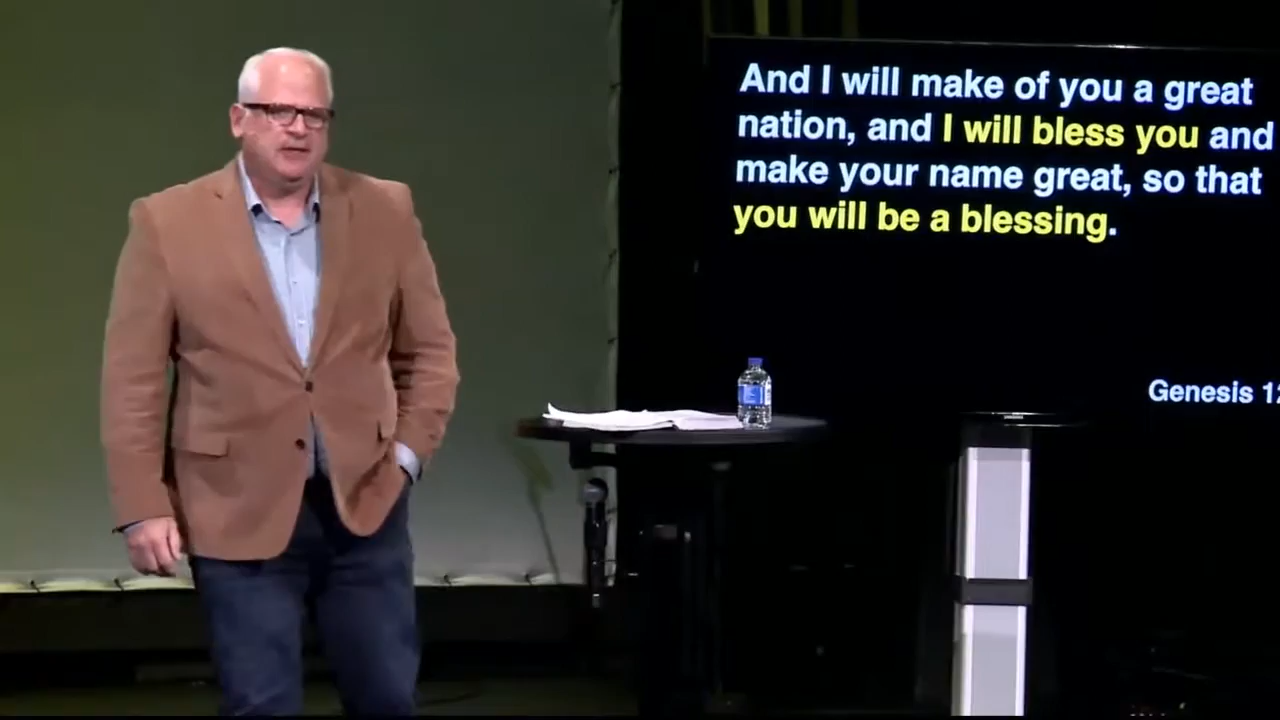 And I will make of you a great
nation, and I will bless you and
make your name great, so that
you will be a blessing.
Genesis 12